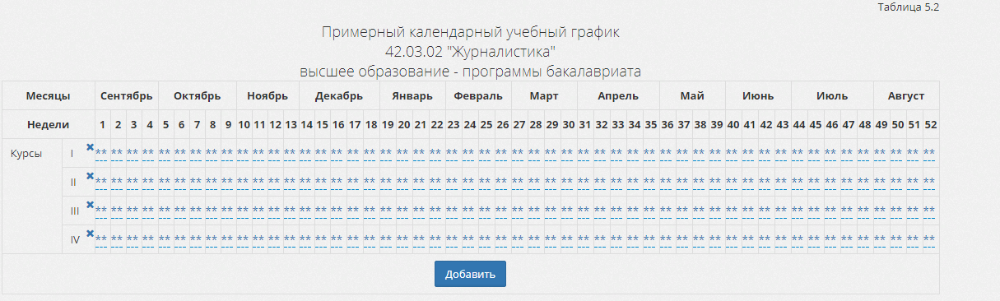 Таблица 5.2
Примерный календарный учебный график
42.03.02 "Журналистика"
высшее образование - программы бакалавриата
Месяцы Сентябрь Октябрь Ноябрь Декабрь Январь Февраль Март Апрель Май Июнь Июль Август
Недели 1 2 3 4 5 6 7 8 9 10 11 12 13 14 15 16 17 18 19 20 21 22 23 24 25 26 27 28 29 30 31 32 33 34 35 36 37 38 39 40 41 42 43 44 45 46 47 48 49 50 51 52
Курсы I ** ** ** ** ** ** ** ** ** ** ** ** ** ** ** ** ** ** ** ** ** ** ** ** ** ** ** ** ** ** ** ** ** ** ** ** ** ** ** ** ** ** ** ** ** ** ** ** ** ** ** **
II ** ** ** ** ** ** ** ** ** ** ** ** ** ** ** ** ** ** ** ** ** ** ** ** ** ** ** ** ** ** ** ** ** ** ** ** ** ** ** ** ** ** ** ** ** ** ** ** ** ** ** **
III ** ** ** ** ** ** ** ** ** ** ** ** ** ** ** ** ** ** ** ** ** ** ** ** ** ** ** ** ** ** ** ** ** ** ** ** ** ** ** ** ** ** ** ** ** ** ** ** ** ** ** **
IV ** ** ** ** ** ** ** ** ** ** ** ** ** ** ** ** ** ** ** ** ** ** ** ** ** ** ** ** ** ** ** ** ** ** ** ** ** ** ** ** ** ** ** ** ** ** ** ** ** ** ** **
Добавить